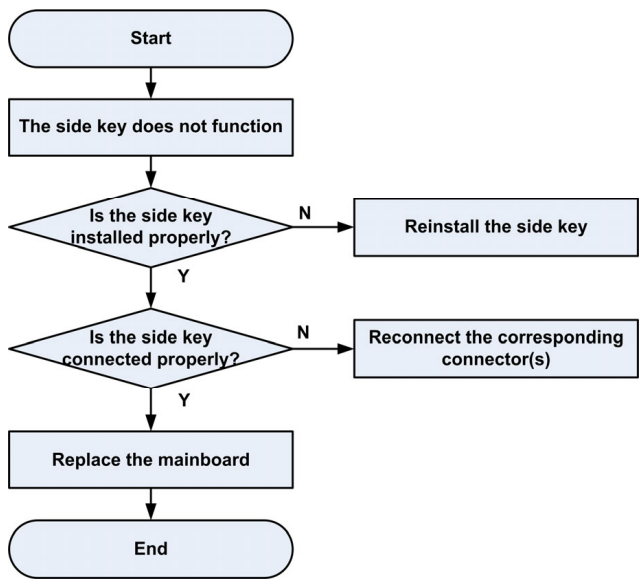 Start
The side key does not function
Is the side key
installed properly?
N
Reinstall the side key
Y
Is the side key
connected properly?
N
Reconnect the corresponding
connector(s)
Y
Replace the mainboard
End